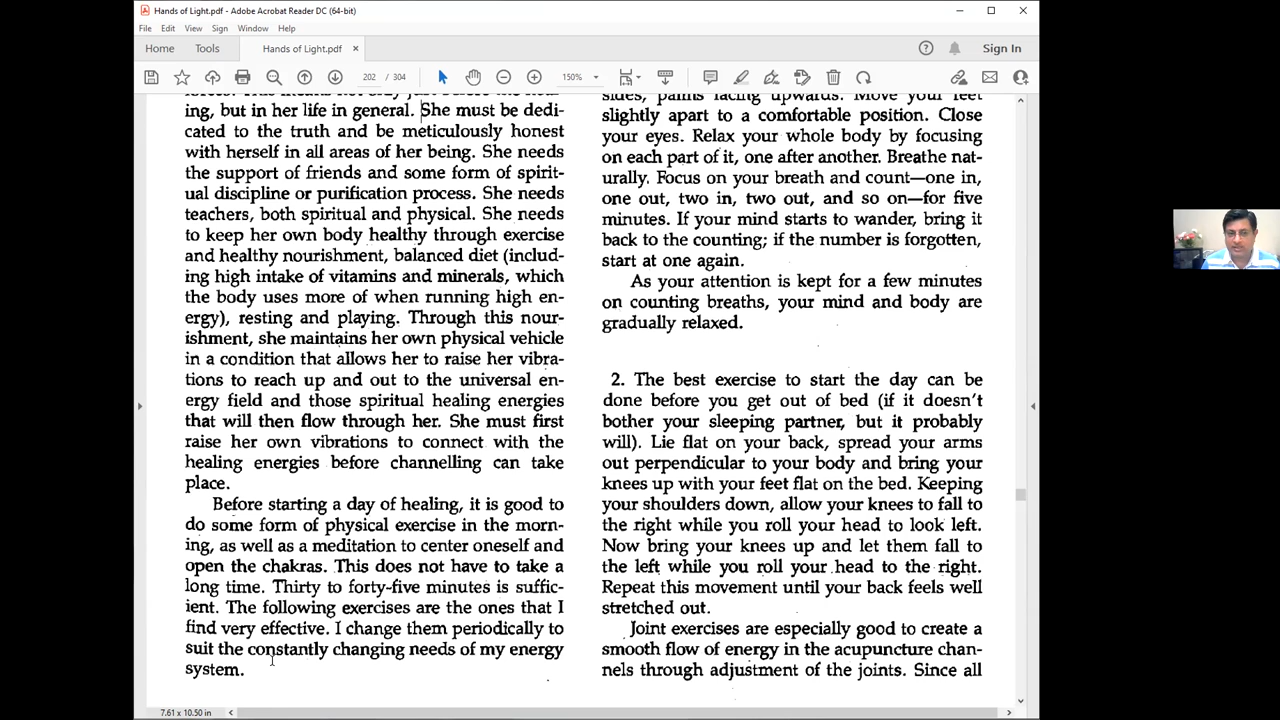 Hands of Light.pdf - Adobe Acrobat Reader DC (64-bit)
File Edit View Sign Window Help
Home Tools Hands of Light.pdf Sign In
202 / 304 150%
ing, but in her life in general. She must be dedi-
cated to the truth and be meticulously honest
with herself in all areas of her being. She needs
the support of friends and some form of spirit-
ual discipline or purification process. She needs
teachers, both spiritual and physical. She needs
to keep her own body healthy through exercise
and healthy nourishment, balanced diet (includ-
ing high intake of vitamins and minerals, which
the body uses more of when running high en-
ergy), resting and playing. Through this nour-
ishment, she maintains her own physical vehicle
in a condition that allows her to raise her vibra-
tions to reach up and out to the universal en-
ergy field and those spiritual healing energies
that will then flow through her. She must first
raise her own vibrations to connect with the
healing energies before channelling can take
place.
Before starting a day of healing, it is good to
do some form of physical exercise in the morn-
ing, as well as a meditation to center oneself and
open the chakras. This does not have to take a
long time. Thirty to forty-five minutes is suffic-
ient. The following exercises are the ones that I
find very effective. I change them periodically to
suit the constantly changing needs of my energy
system.
sides, palms facing upwards. Move your feet
slightly apart to a comfortable position. Close
your eyes. Relax your whole body by focusing
on each part of it, one after another. Breathe nat-
urally. Focus on your breath and count—one in,
one out, two in, two out, and so on—for five
minutes. If your mind starts to wander, bring it
back to the counting; if the number is forgotten,
start at one again.
As your attention is kept for a few minutes
on counting breaths, your mind and body are
gradually relaxed.
2. The best exercise to start the day can be
done before you get out of bed (if it doesn't
bother your sleeping partner, but it probably
will). Lie flat on your back, spread your arms
out perpendicular to your body and bring your
knees up with your feet flat on the bed. Keeping
your shoulders down, allow your knees to fall to
the right while you roll your head to look left.
Now bring your knees up and let them fall to
the left while you roll your head to the right.
Repeat this movement until your back feels well
stretched out.
Joint exercises are especially good to create a
smooth flow of energy in the acupuncture chan-
nels through adjustment of the joints. Since all
7.61 x 10.50 in